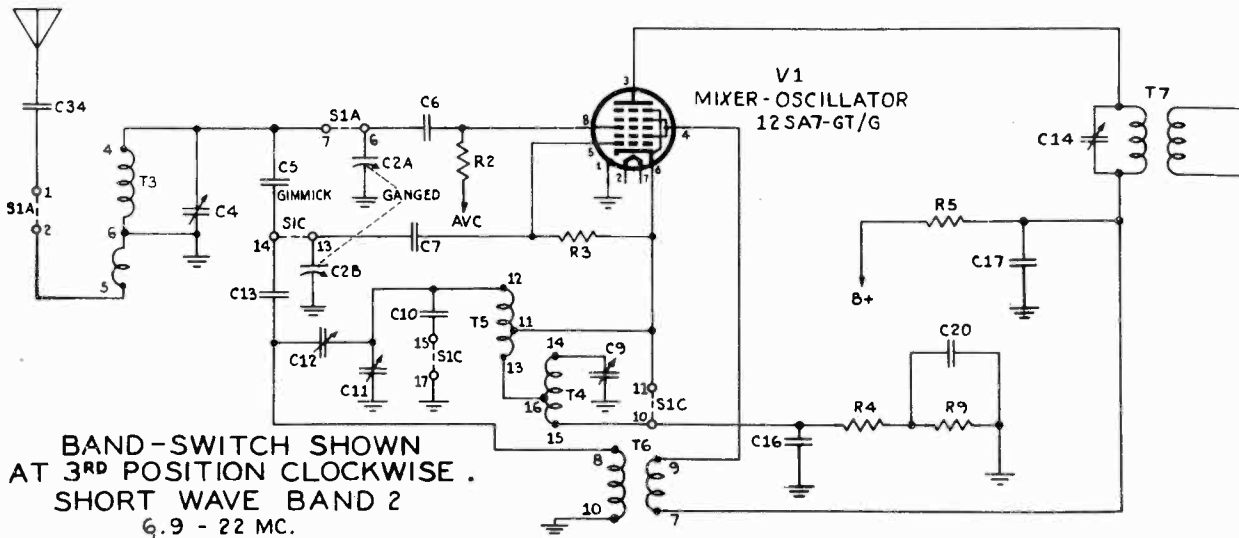 C34
1
S1A
2
4
T3
6
5
C4
C5
GIMMICK
S1A
7
6
C2A
GANGED
C6
R2
AVC
S1C
14
13
C2B
C7
R3
C13
C12
C11
C10
15
S1C
17
12
T5
11
13
14
T4
16
15
C9
11
S1C
10
T6
8
10
9
7
3
8
5
4
1
2
7
6
V1
MIXER-OSCILLATOR
12SA7-GT/G
C14
T7
R5
C17
B+
C20
R4
R9
C16
BAND-SWITCH SHOWN
AT 3RD POSITION CLOCKWISE.
SHORT WAVE BAND 2
6.9 - 22 MC.